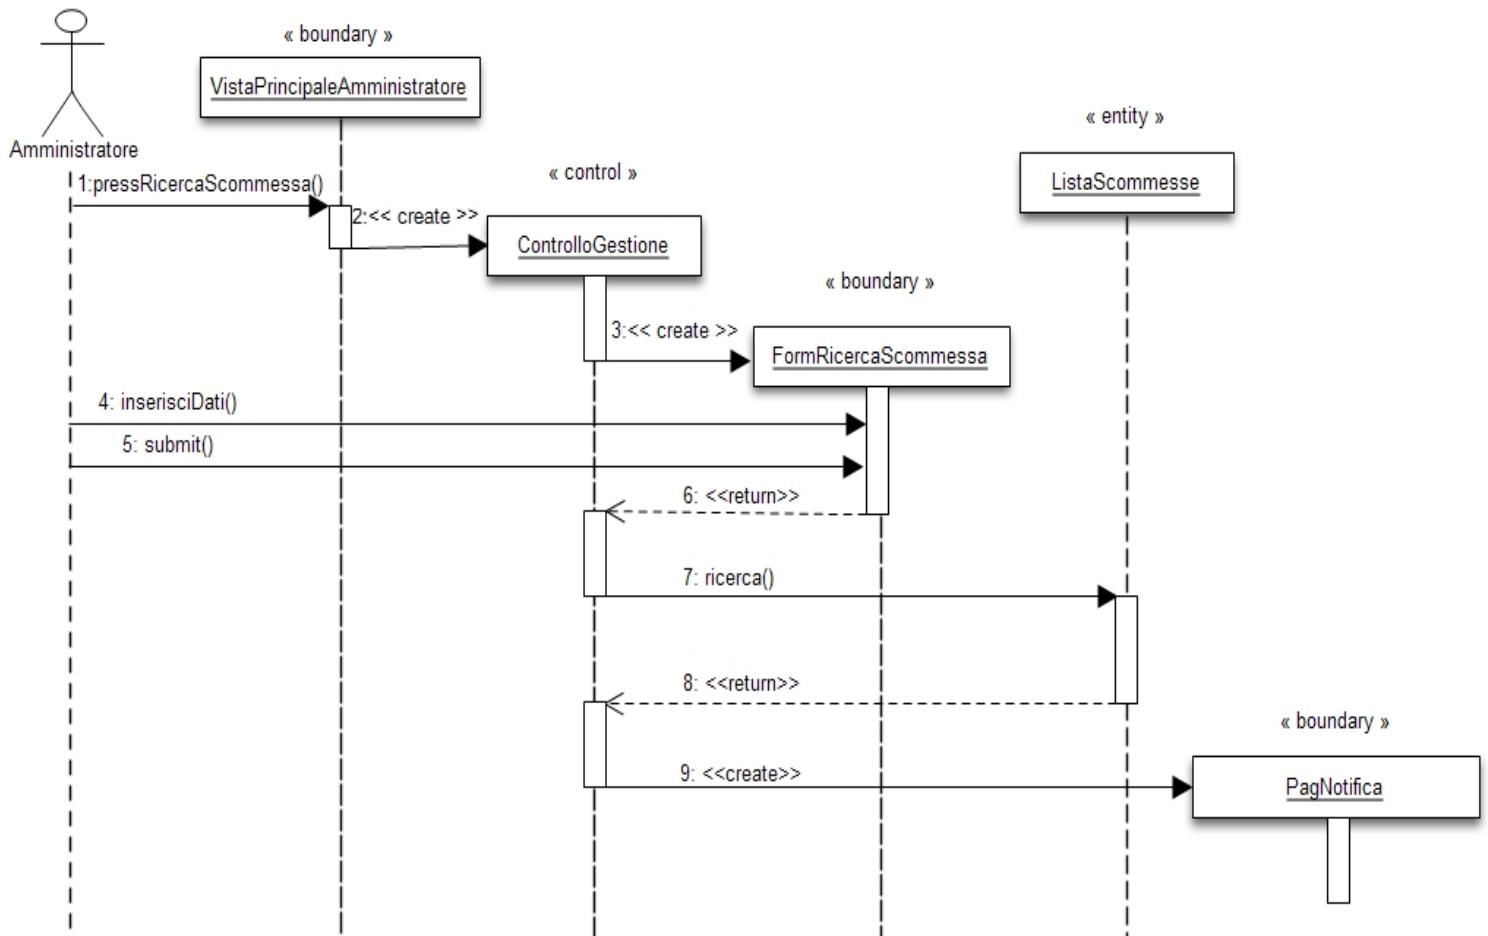 « boundary »
VistaPrincipaleAmministratore
« entity »
Amministratore
« control »
ListaScommesse
1:pressRicercaScommessa()
2:<< create >>
ControlloGestione
« boundary »
3:<< create >>
FormRicercaScommessa
4: inserisciDati()
5: submit()
6: <<return>>
7: ricerca()
8: <<return>>
« boundary »
9: <<create>>
PagNotifica